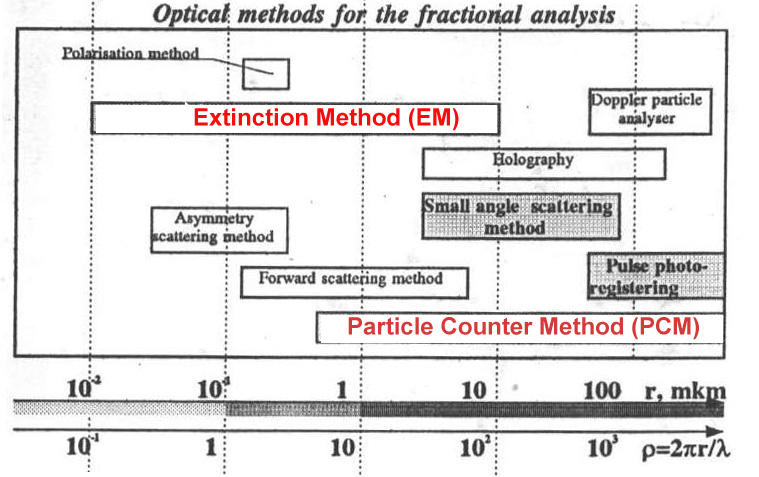 Optical methods for the fractional analysis
Polarisation method
Extinction Method (EM)
Doppler particle
analyser
Holography
Small angle scattering
method
Asymmetry
scattering method
Forward scattering method
Pulse photo-
registering
Particle Counter Method (PCM)
10⁻² 10⁻¹ 1 10 100 r, mkm
10⁻¹ 1 10 10² 10³ ρ=2πr/λ